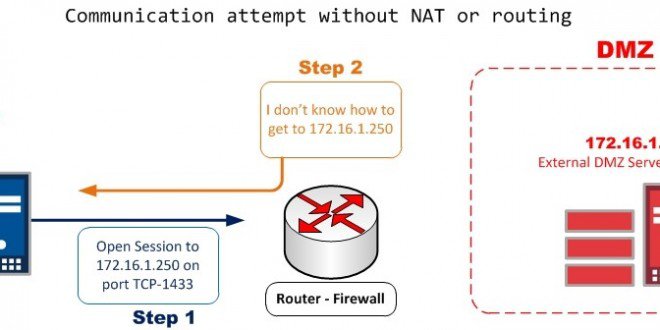 Communication attempt without NAT or routing
DMZ
Step 2
I don't know how to
get to 172.16.1.250
172.16.1.
External DMZ Serve
Open Session to
172.16.1.250 on
port TCP-1433
Router - Firewall
Step 1